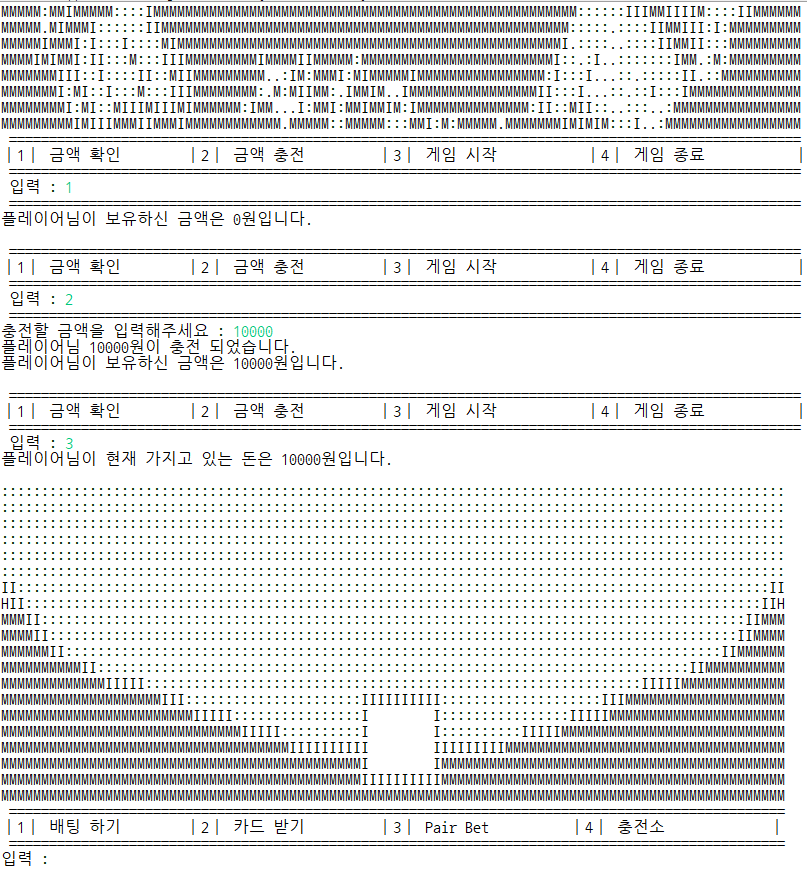 |1| 금액 확인 |2| 금액 충전 |3| 게임 시작 |4| 게임 종료 |
입력 : 1
플레이어님이 보유하신 금액은 0원입니다.
|1| 금액 확인 |2| 금액 충전 |3| 게임 시작 |4| 게임 종료 |
입력 : 2
충전할 금액을 입력해주세요 : 10000
플레이어님 10000원이 충전 되었습니다.
플레이어님이 보유하신 금액은 10000원입니다.
|1| 금액 확인 |2| 금액 충전 |3| 게임 시작 |4| 게임 종료 |
입력 : 3
플레이어님이 현재 가지고 있는 돈은 10000원입니다.
|1| 배팅 하기 |2| 카드 받기 |3| Pair Bet |4| 충전소 |
입력 :